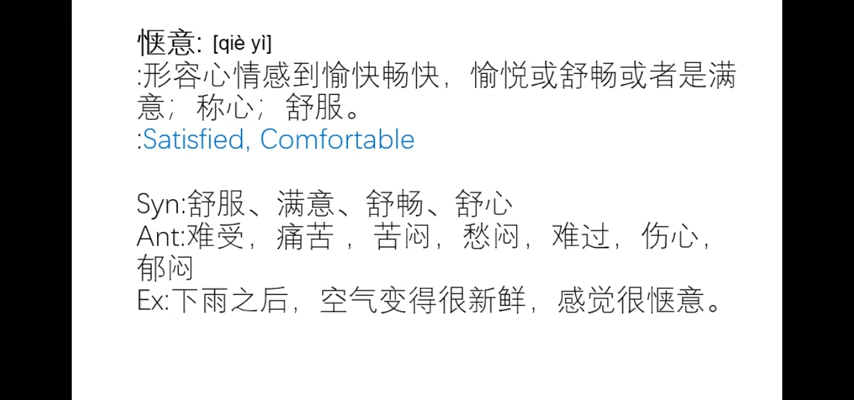 惬意: [qiè yì]
:形容心情感到愉快畅快，愉悦或舒畅或者是满
意；称心；舒服。
:Satisfied, Comfortable
Syn:舒服、满意、舒畅、舒心
Ant:难受，痛苦 ，苦闷，愁闷，难过，伤心，
郁闷
Ex:下雨之后，空气变得很新鲜，感觉很惬意。